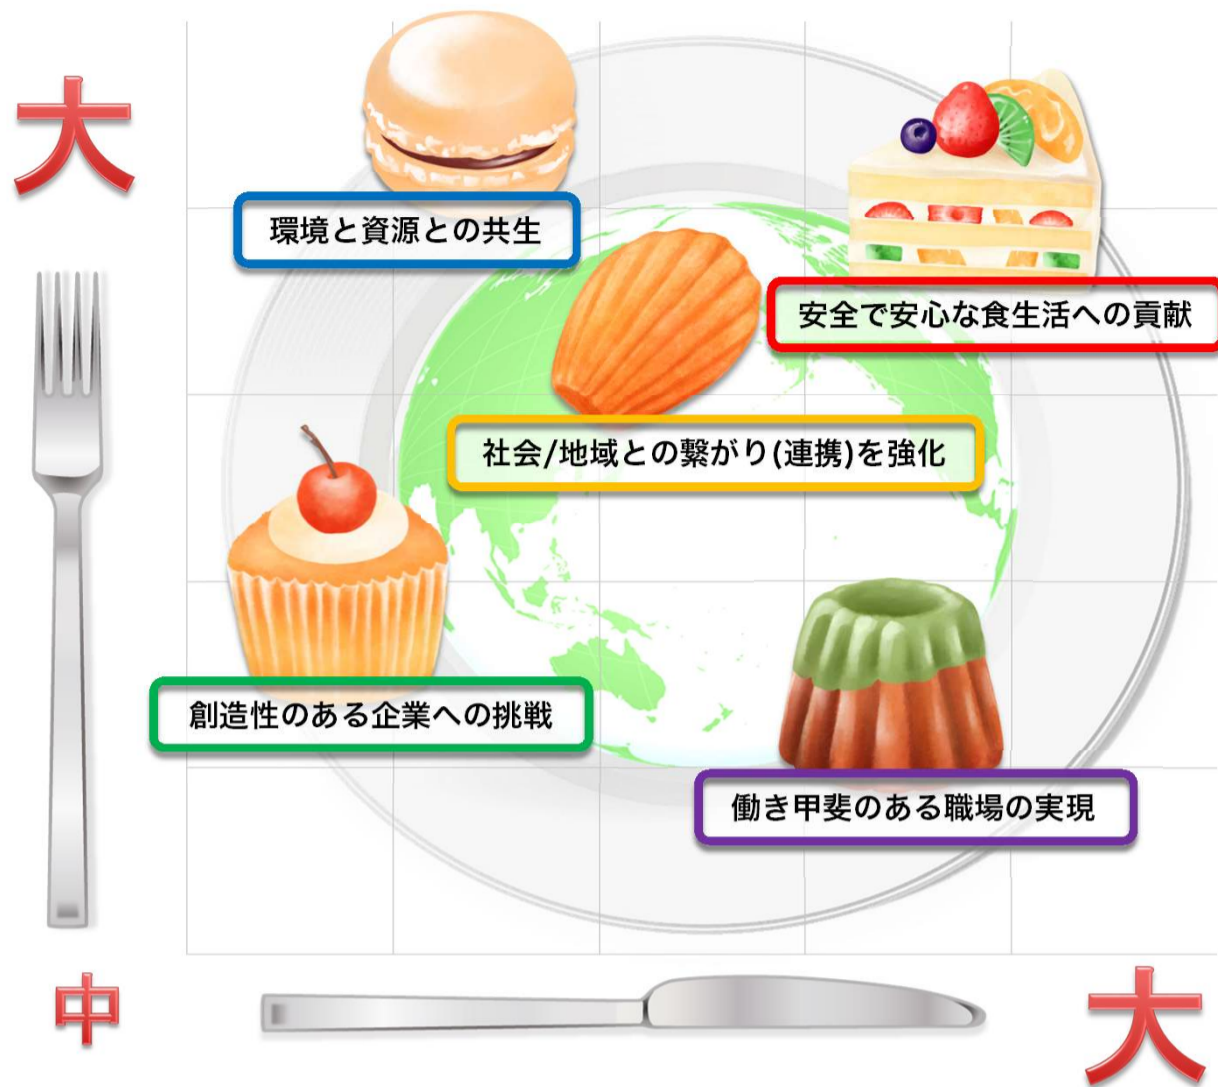 大
環境と資源との共生
安全で安心な食生活への貢献
社会/地域との繋がり(連携)を強化
創造性のある企業への挑戦
働き甲斐のある職場の実現
中
大